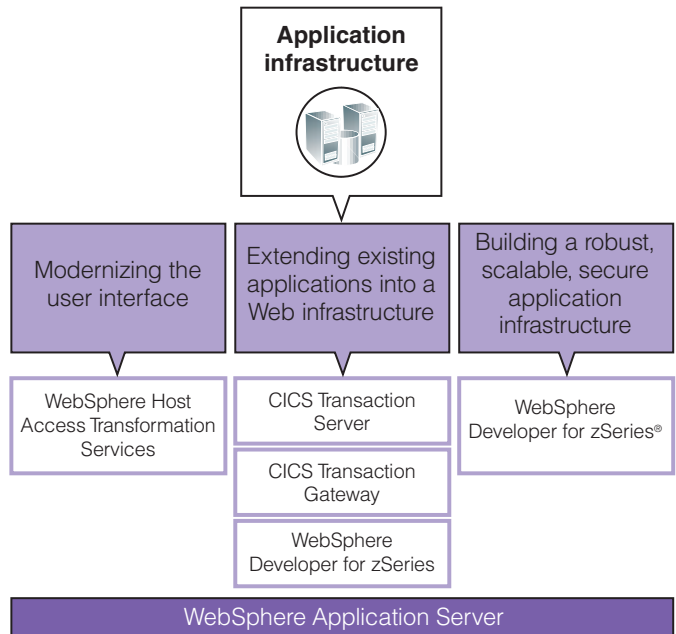 Application
infrastructure
Modernizing the
user interface
Extending existing
applications into a
Web infrastructure
Building a robust,
scalable, secure
application
infrastructure
WebSphere Host
Access Transformation
Services
CICS Transaction
Server
CICS Transaction
Gateway
WebSphere
Developer for zSeries
WebSphere
Developer for zSeries®
WebSphere Application Server